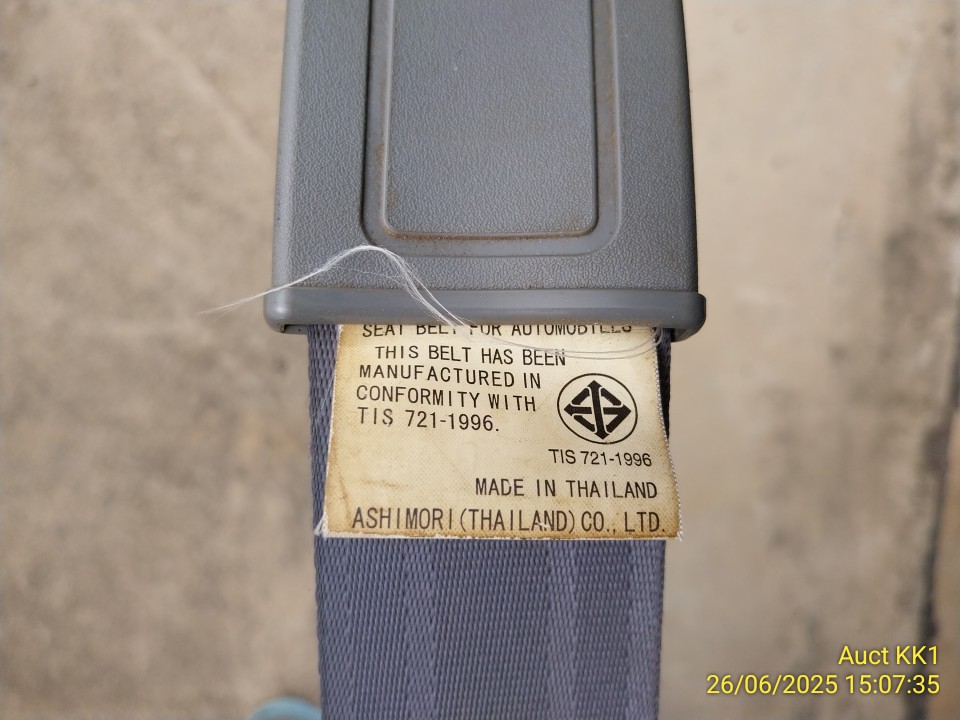 SEAT BELT FOR AUTOMOBILES
THIS BELT HAS BEEN
MANUFACTURED IN
CONFORMITY WITH
TIS 721-1996.
TIS 721-1996
MADE IN THAILAND
ASHIMORI(THAILAND)CO., LTD.
Auct KK1
26/06/2025 15:07:35